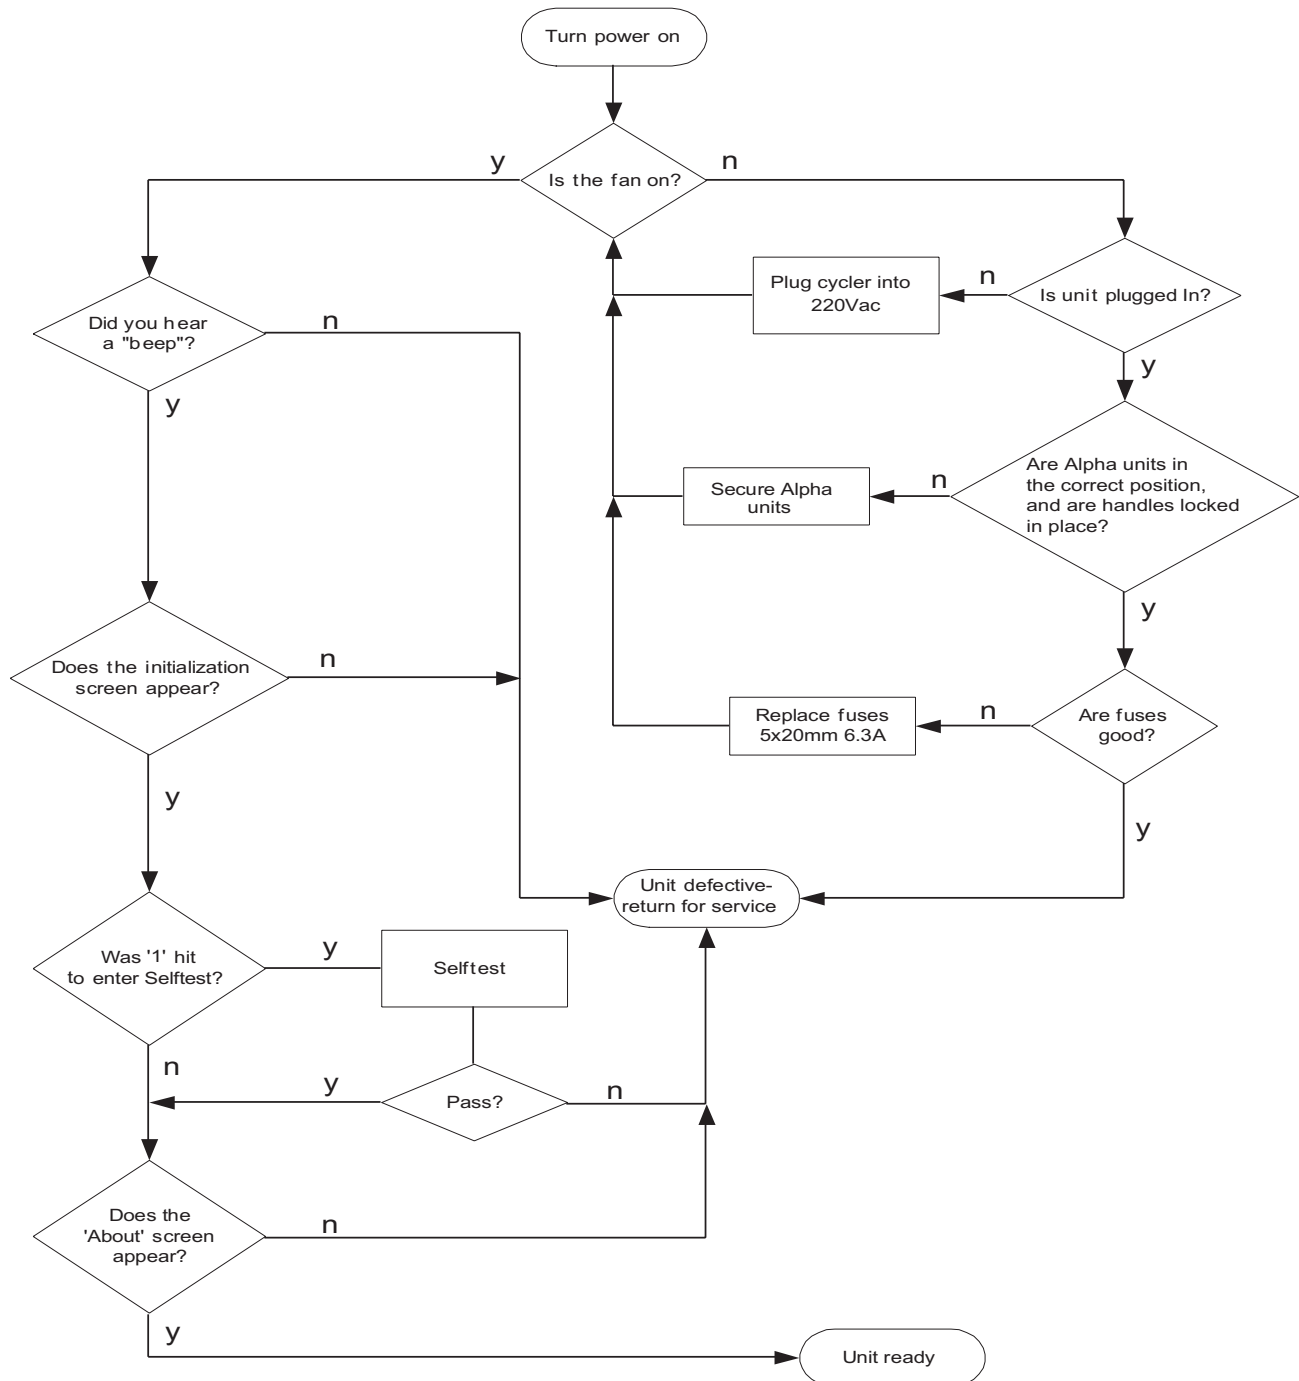 Turn power on
y
n
Is the fan on?
Plug cycler into
220Vac
n
Is unit plugged In?
Did you hear
a "beep"?
n
y
y
Are Alpha units in
the correct position,
and are handles locked
in place?
n
Secure Alpha
units
y
Does the initialization
screen appear?
n
Replace fuses
5x20mm 6.3A
n
Are fuses
good?
y
y
Unit defective-
return for service
Was '1' hit
to enter Selftest?
y
Selftest
n
y
Pass?
n
Does the
'About' screen
appear?
n
y
Unit ready